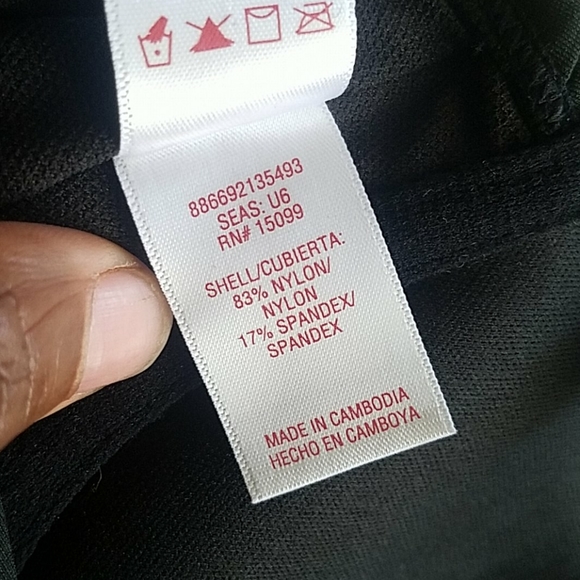 886692135493
SEAS: U6
RN# 15099
SHELL/CUBIERTA:
83% NYLON/
NYLON
17% SPANDEX/
SPANDEX
MADE IN CAMBODIA
HECHO EN CAMBOYA